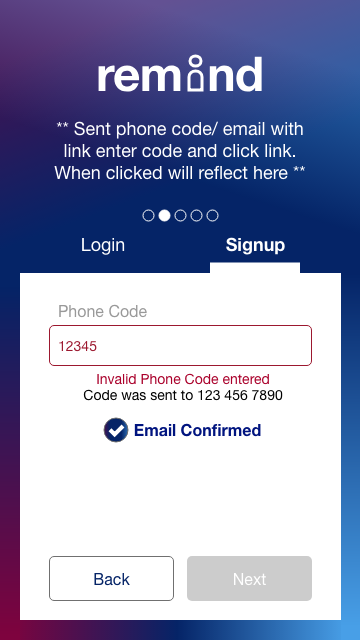 remind
** Sent phone code/ email with
link enter code and click link.
When clicked will reflect here **
Login
Signup
Phone Code
12345
Invalid Phone Code entered
Code was sent to 123 456 7890
Email Confirmed
Back
Next